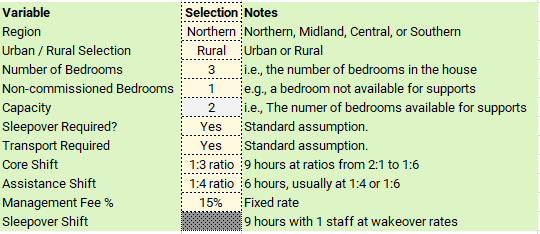 Variable Selection Notes
Region Northern Northern, Midland, Central, or Southern
Urban / Rural Selection Rural Urban or Rural
Number of Bedrooms 3 i.e., the number of bedrooms in the house
Non-commissioned Bedrooms 1 e.g., a bedroom not available for supports
Capacity 2 i.e., The numer of bedrooms available for supports
Sleepover Required? Yes Standard assumption.
Transport Required Yes Standard assumption.
Core Shift 1:3 ratio 9 hours at ratios from 2:1 to 1:6
Assistance Shift 1:4 ratio 6 hours, usually at 1:4 or 1:6
Management Fee % 15% Fixed rate
Sleepover Shift 9 hours with 1 staff at wakeover rates